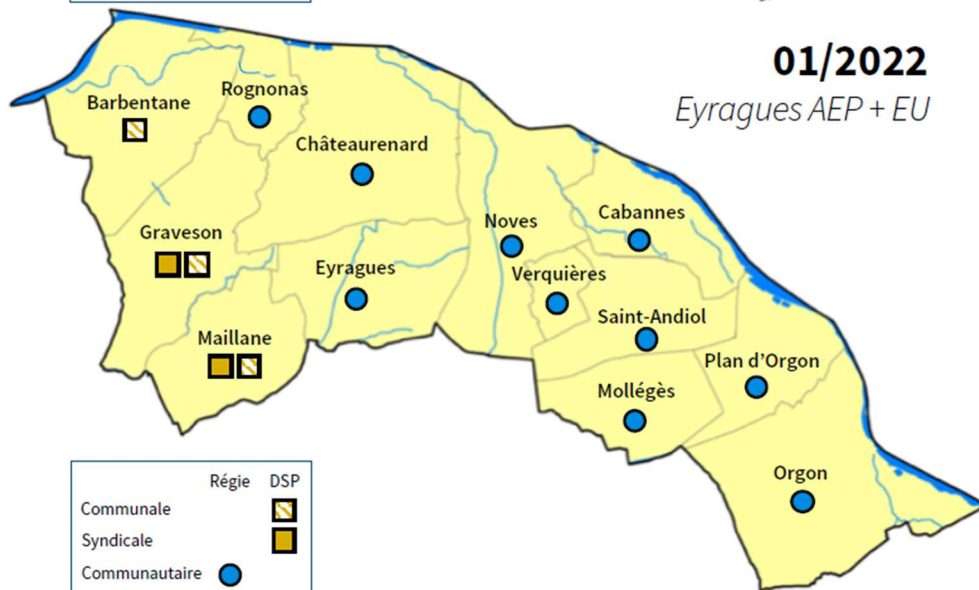 01/2022
Eyragues AEP + EU
Barbentane
Rognonas
Châteaurenard
Graveson
Eyragues
Noves
Cabannes
Verquières
Maillane
Saint-Andiol
Plan d'Orgon
Mollégès
Orgon
Régie DSP
Communale
Syndicale
Communautaire